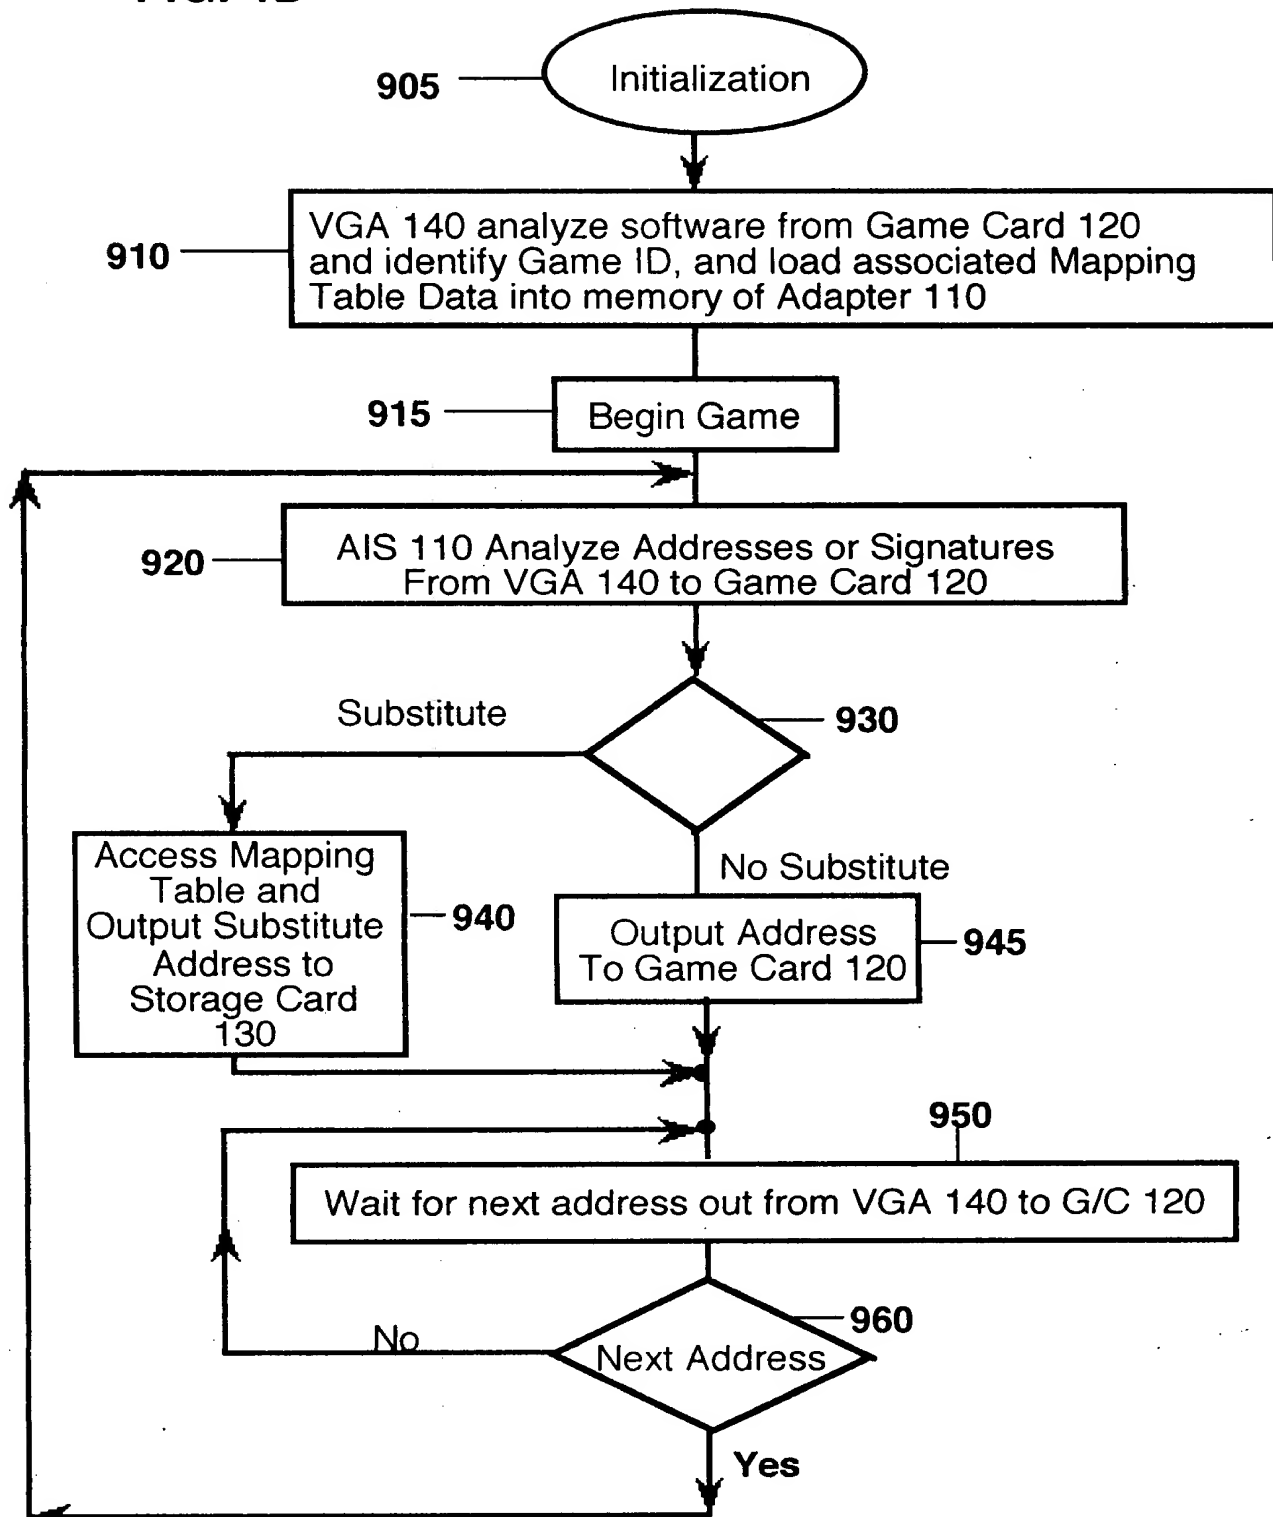 905
Initialization
910
VGA 140 analyze software from Game Card 120
and identify Game ID, and load associated Mapping
Table Data into memory of Adapter 110
915
Begin Game
920
AIS 110 Analyze Addresses or Signatures
From VGA 140 to Game Card 120
Substitute
930
Access Mapping
Table and
Output Substitute
Address to
Storage Card
130
940
No Substitute
Output Address
To Game Card 120
945
950
Wait for next address out from VGA 140 to G/C 120
960
No
Next Address
Yes